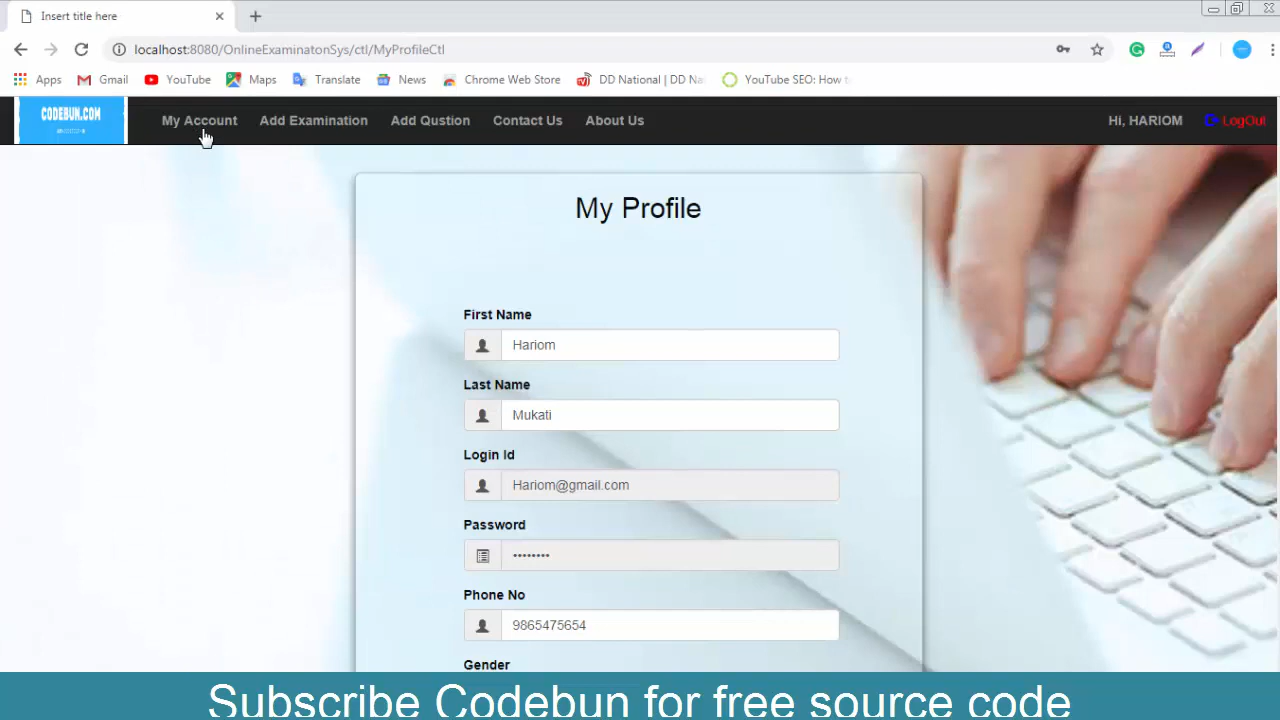 Insert title here
localhost:8080/OnlineExaminatonSys/ctl/MyProfileCtl
Apps Gmail YouTube Maps Translate News Chrome Web Store DD National | DD Na YouTube SEO: How t
CODEBUN.COM My Account Add Examination Add Qustion Contact Us About Us Hi, HARIOM LogOut
My Profile
First Name
Hariom
Last Name
Mukati
Login Id
Hariom@gmail.com
Password
••••••••
Phone No
9865475654
Gender
Subscribe Codebun for free source code